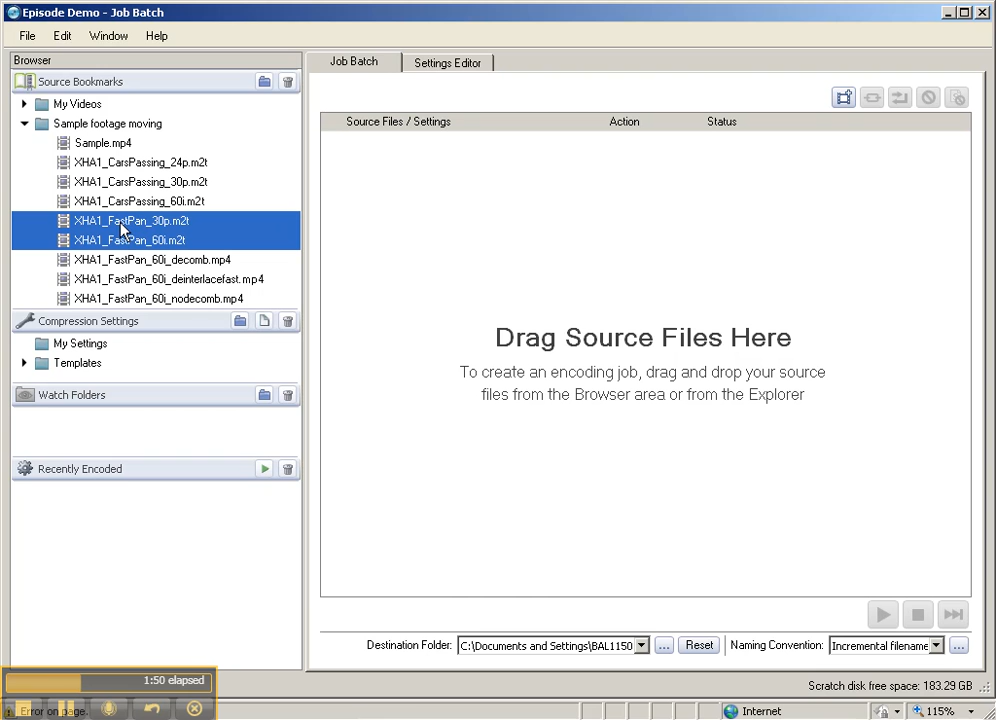 Episode Demo - Job Batch
File Edit Window Help
Browser
Job Batch
Settings Editor
Source Bookmarks
My Videos
Sample footage moving
Sample.mp4
XHA1_CarsPassing_24p.m2t
XHA1_CarsPassing_30p.m2t
XHA1_CarsPassing_60i.m2t
XHA1_FastPan_30p.m2t
XHA1_FastPan_60i.m2t
XHA1_FastPan_60i_decomb.mp4
XHA1_FastPan_60i_deinterlacefast.mp4
XHA1_FastPan_60i_nodecomb.mp4
Compression Settings
My Settings
Templates
Watch Folders
Recently Encoded
Source Files / Settings Action Status
Drag Source Files Here
To create an encoding job, drag and drop your source
files from the Browser area or from the Explorer
Destination Folder: C:\Documents and Settings\BAL1150 ... Reset Naming Convention: Incremental filename ...
Scratch disk free space: 183.29 GB
1:50 elapsed
Error on page.
Internet
115%